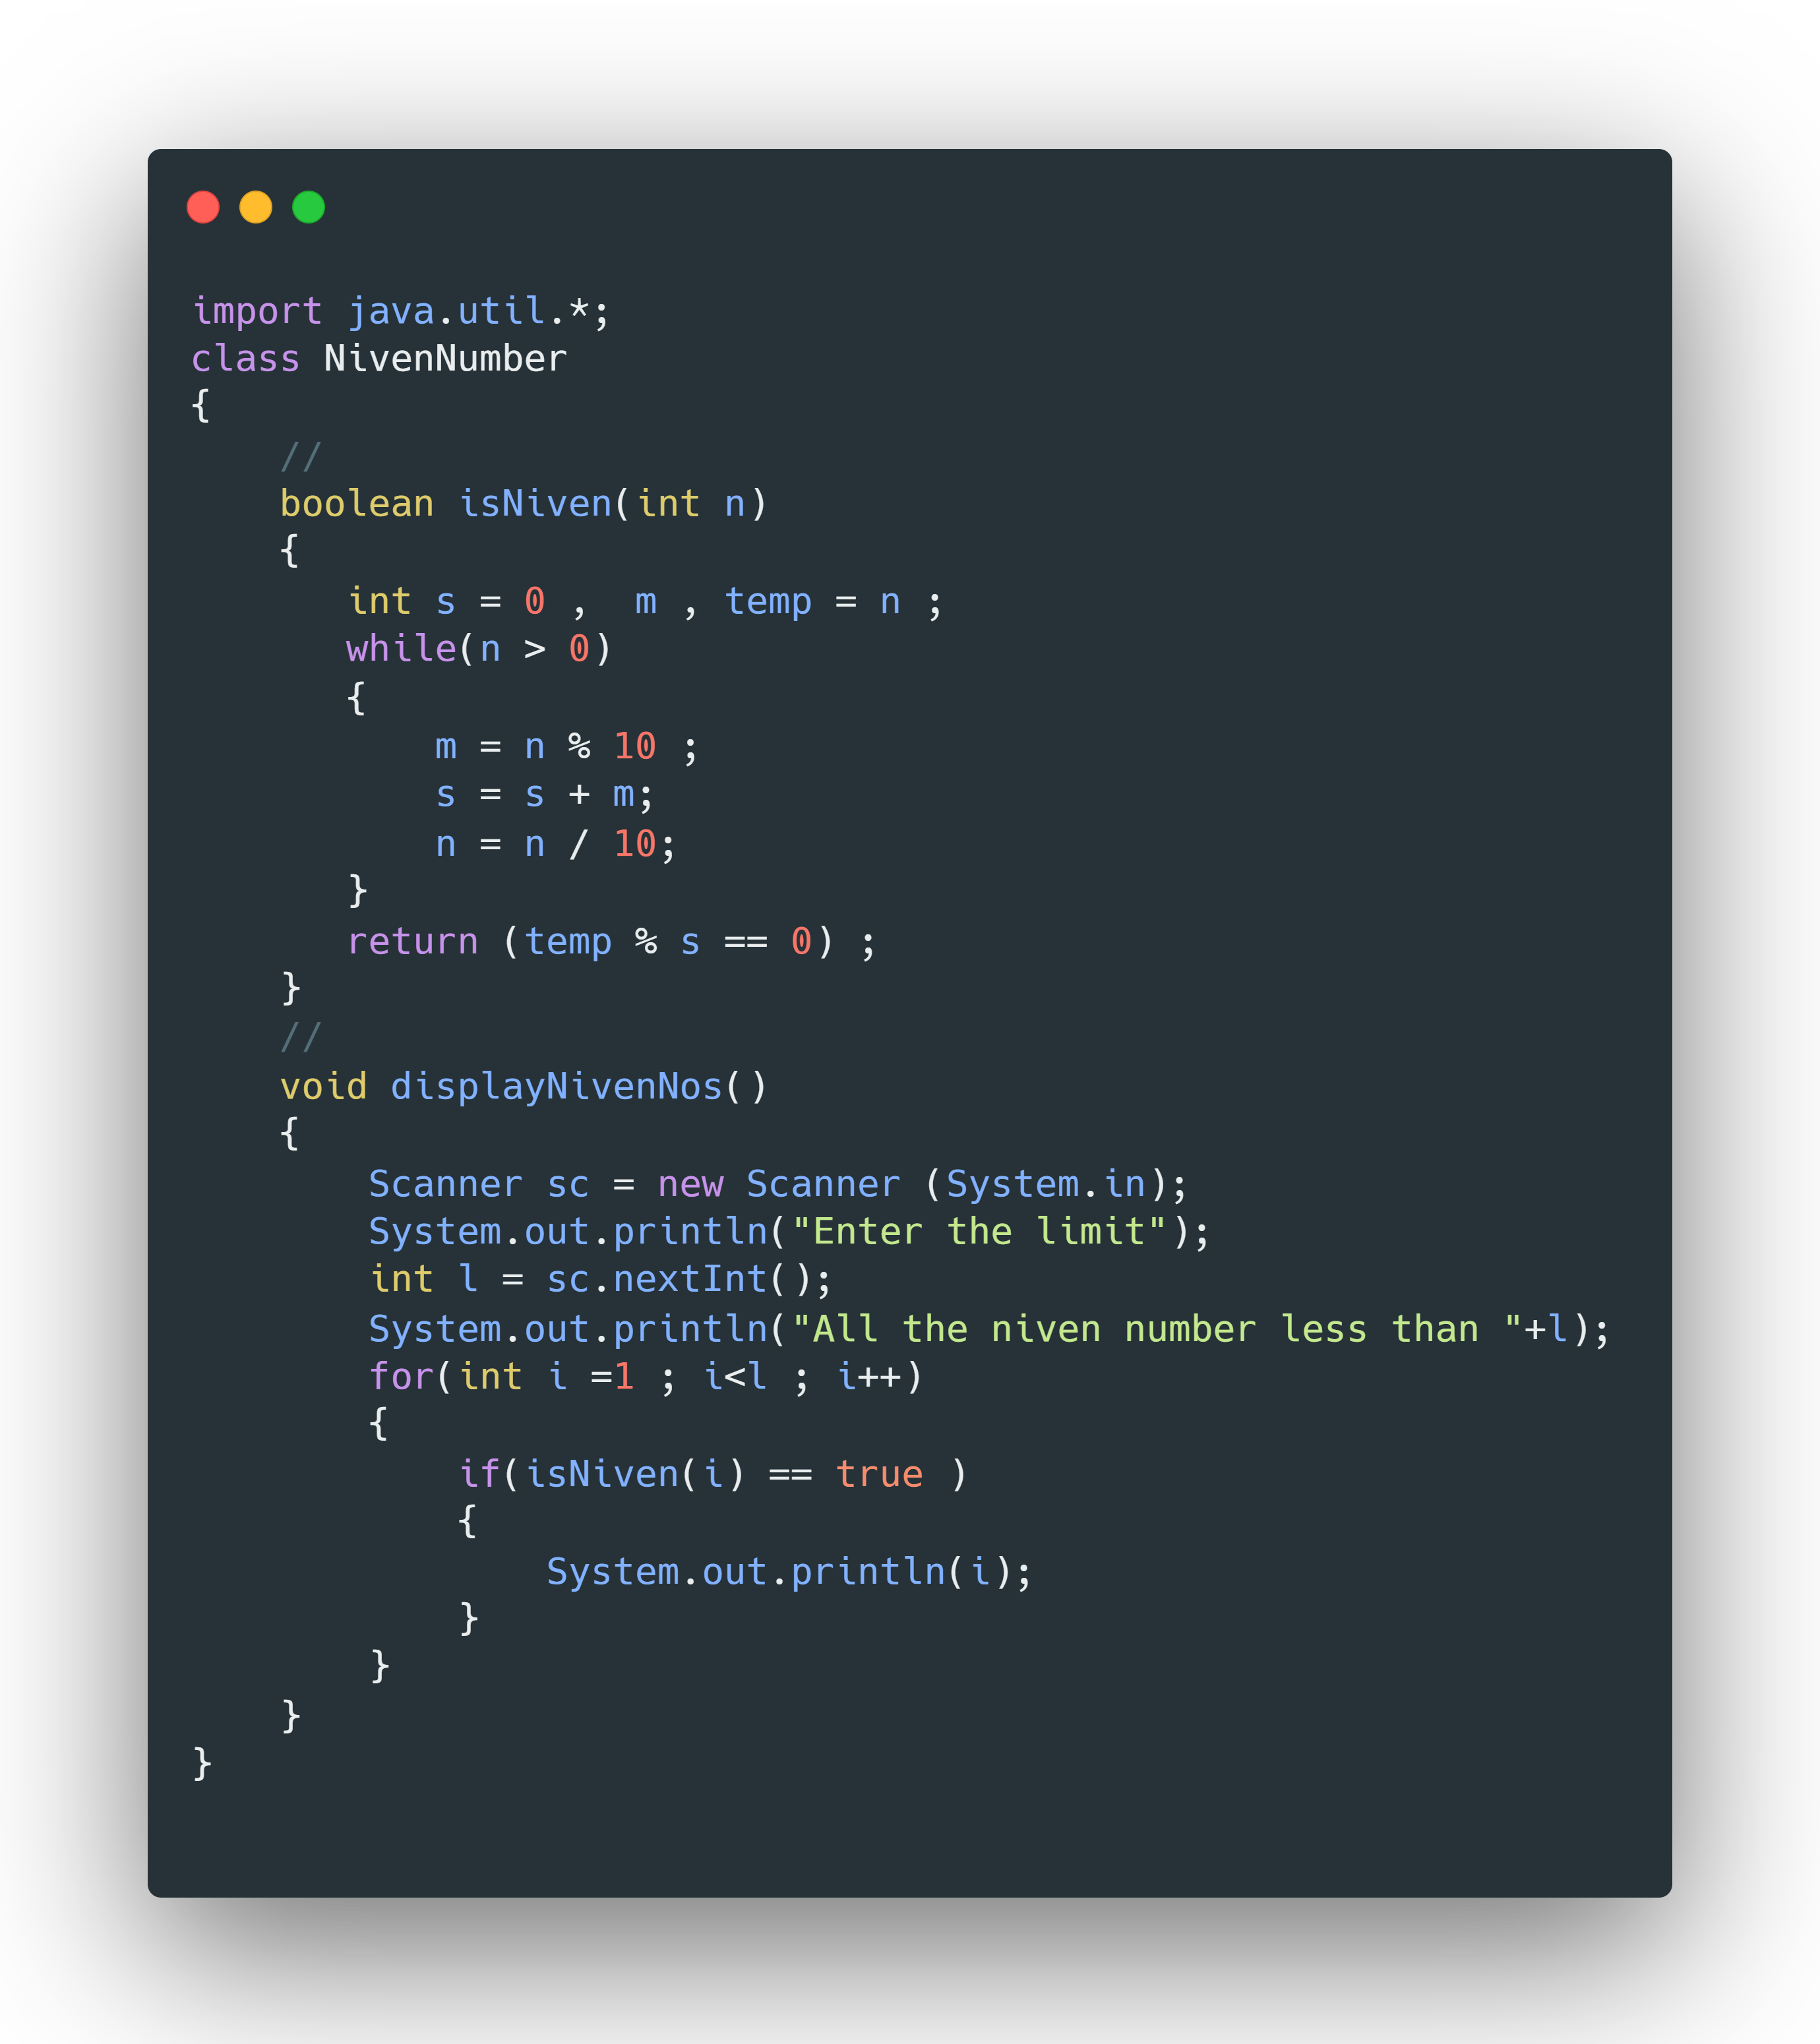 import java.util.*;
class NivenNumber
{
    //
    boolean isNiven(int n)
    {
       int s = 0 ,  m , temp = n ;
       while(n > 0)
       {
           m = n % 10 ;
           s = s + m;
           n = n / 10;
       }
       return (temp % s == 0) ;
    }
    //
    void displayNivenNos()
    {
        Scanner sc = new Scanner (System.in);
        System.out.println("Enter the limit");
        int l = sc.nextInt();
        System.out.println("All the niven number less than "+l);
        for(int i =1 ; i<l ; i++)
        {
            if(isNiven(i) == true )
            {
                System.out.println(i);
            }
        }
    }
}